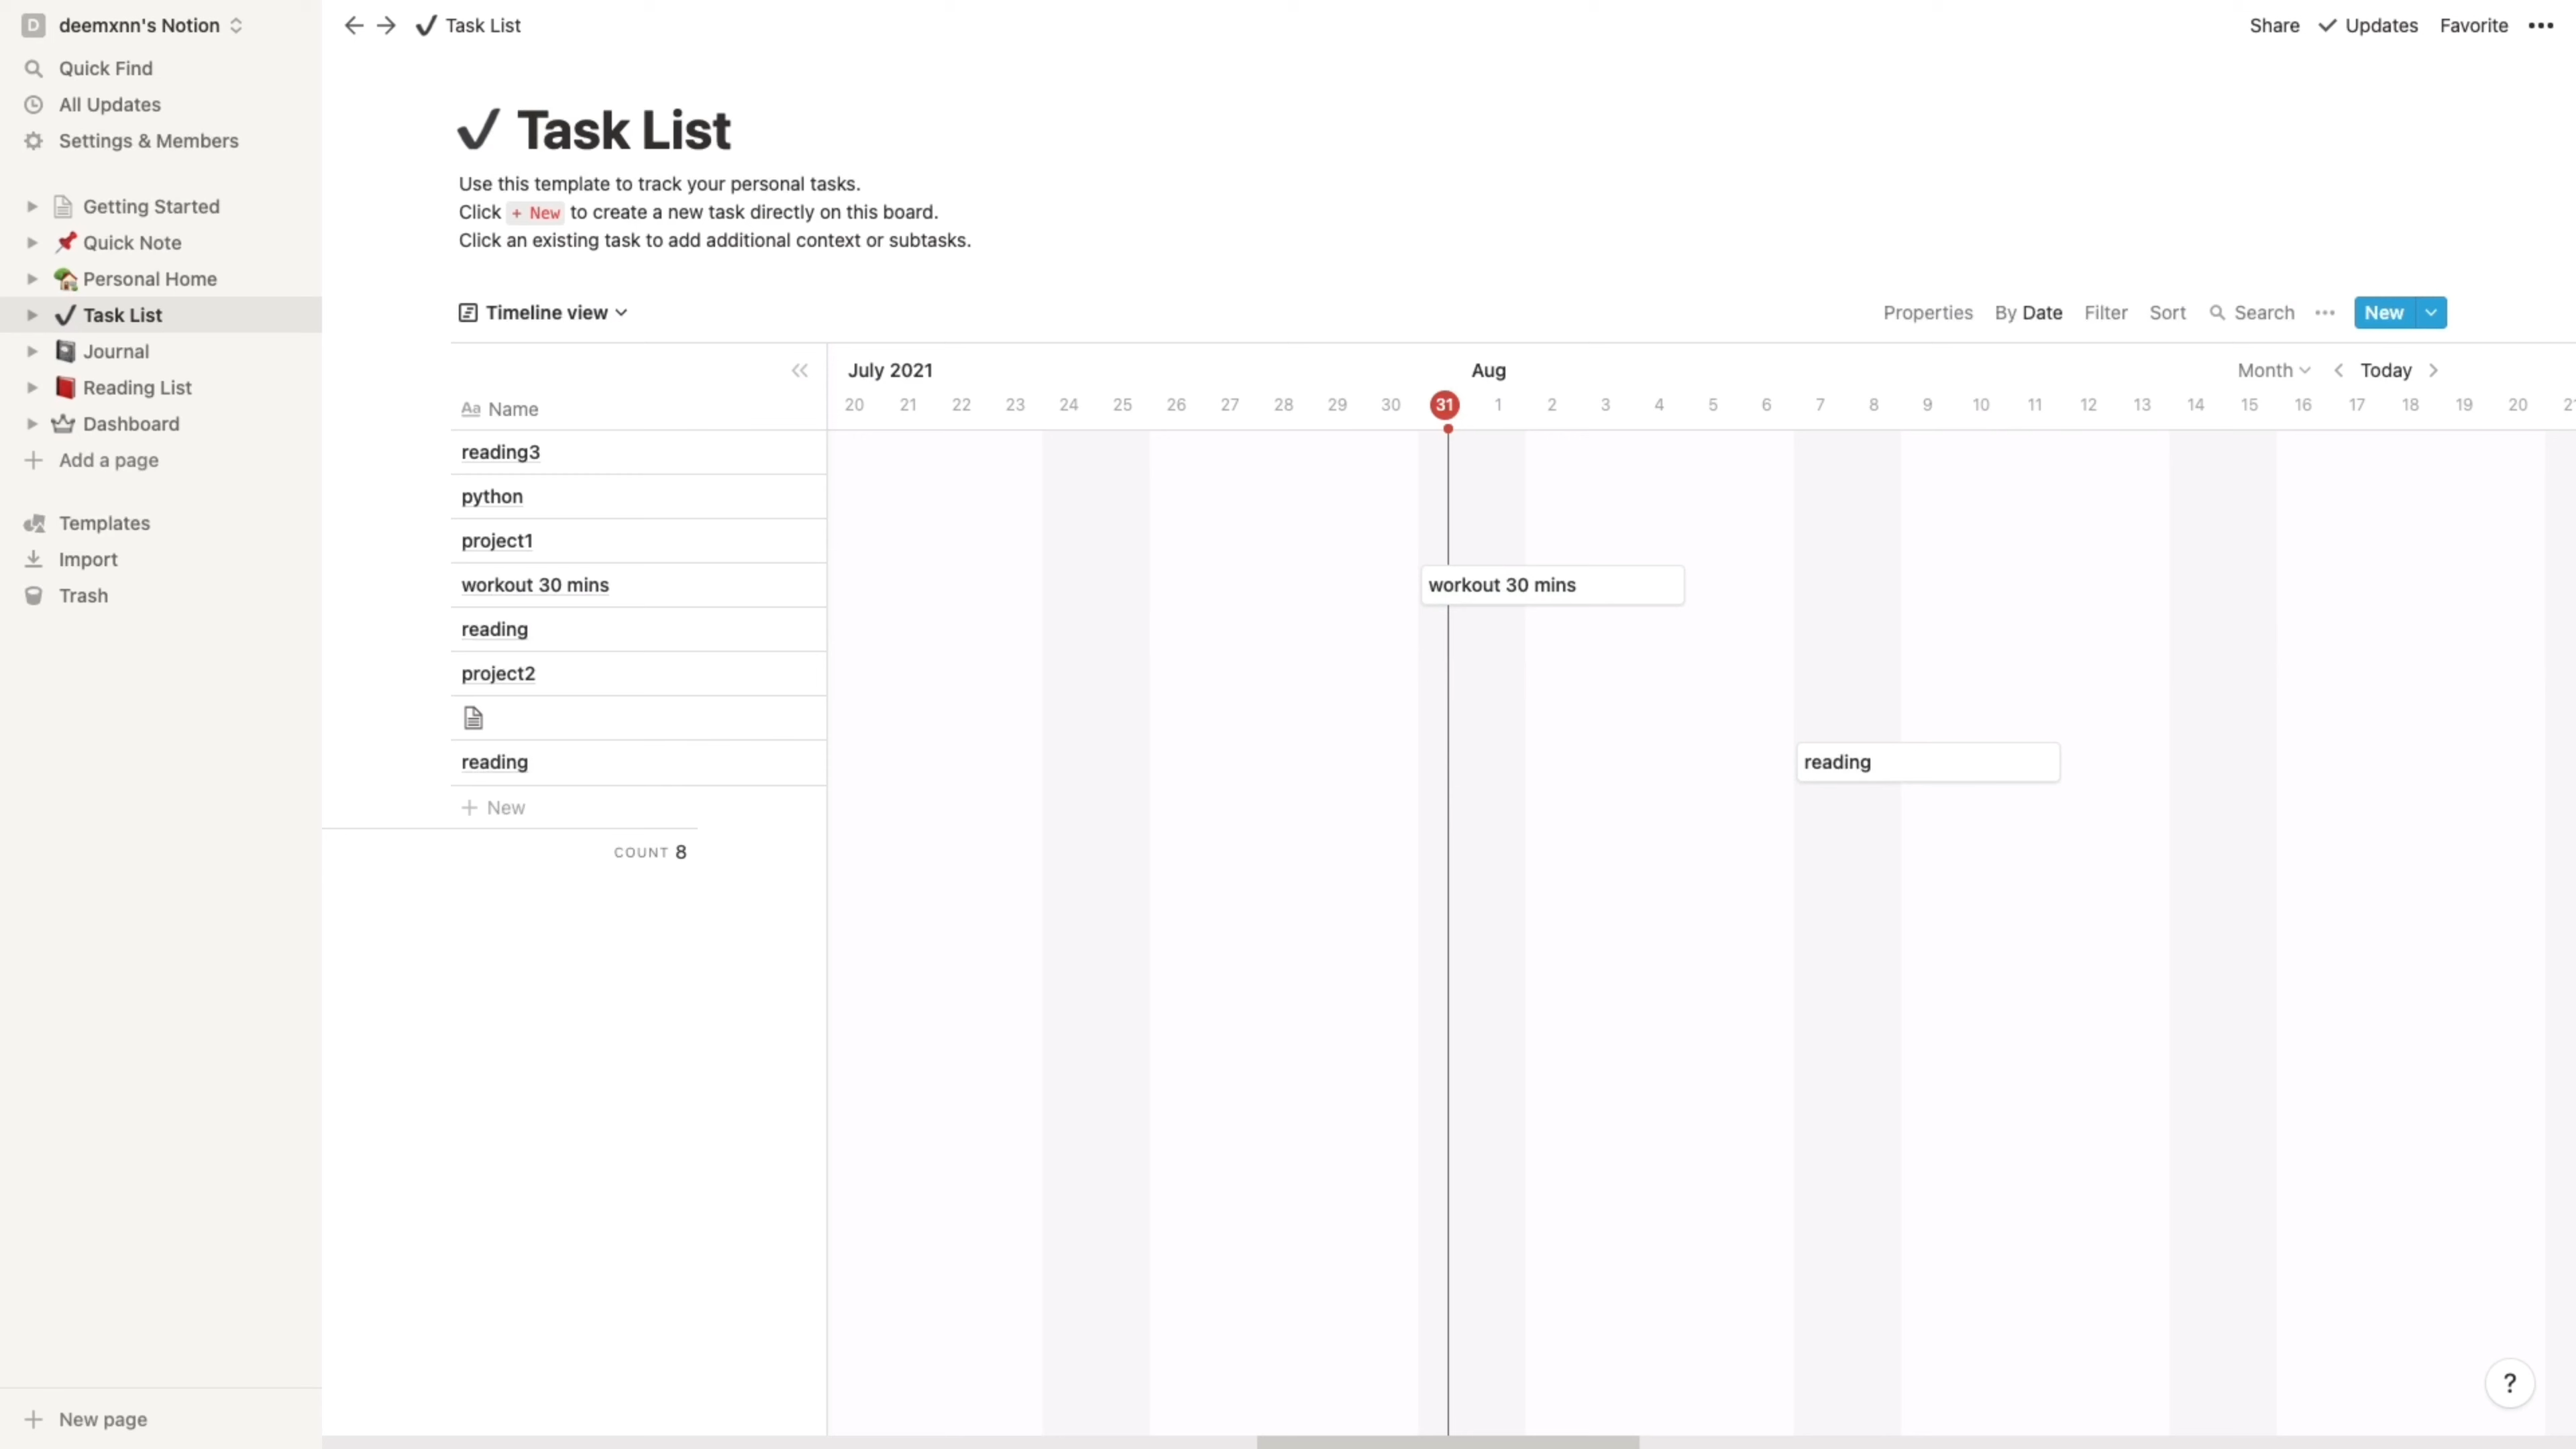 D deemxnn's Notion
Quick Find
All Updates
Settings & Members
Getting Started
Quick Note
Personal Home
Task List
Journal
Reading List
Dashboard
Add a page
Templates
Import
Trash
New page
Task List
Share Updates Favorite
Task List
Use this template to track your personal tasks.
Click + New to create a new task directly on this board.
Click an existing task to add additional context or subtasks.
Timeline view
Properties By Date Filter Sort Search New
July 2021 Aug Month Today
Aa Name
20 21 22 23 24 25 26 27 28 29 30 31 1 2 3 4 5 6 7 8 9 10 11 12 13 14 15 16 17 18 19 20
reading3
python
project1
workout 30 mins workout 30 mins
reading
project2
reading reading
New
COUNT 8
?